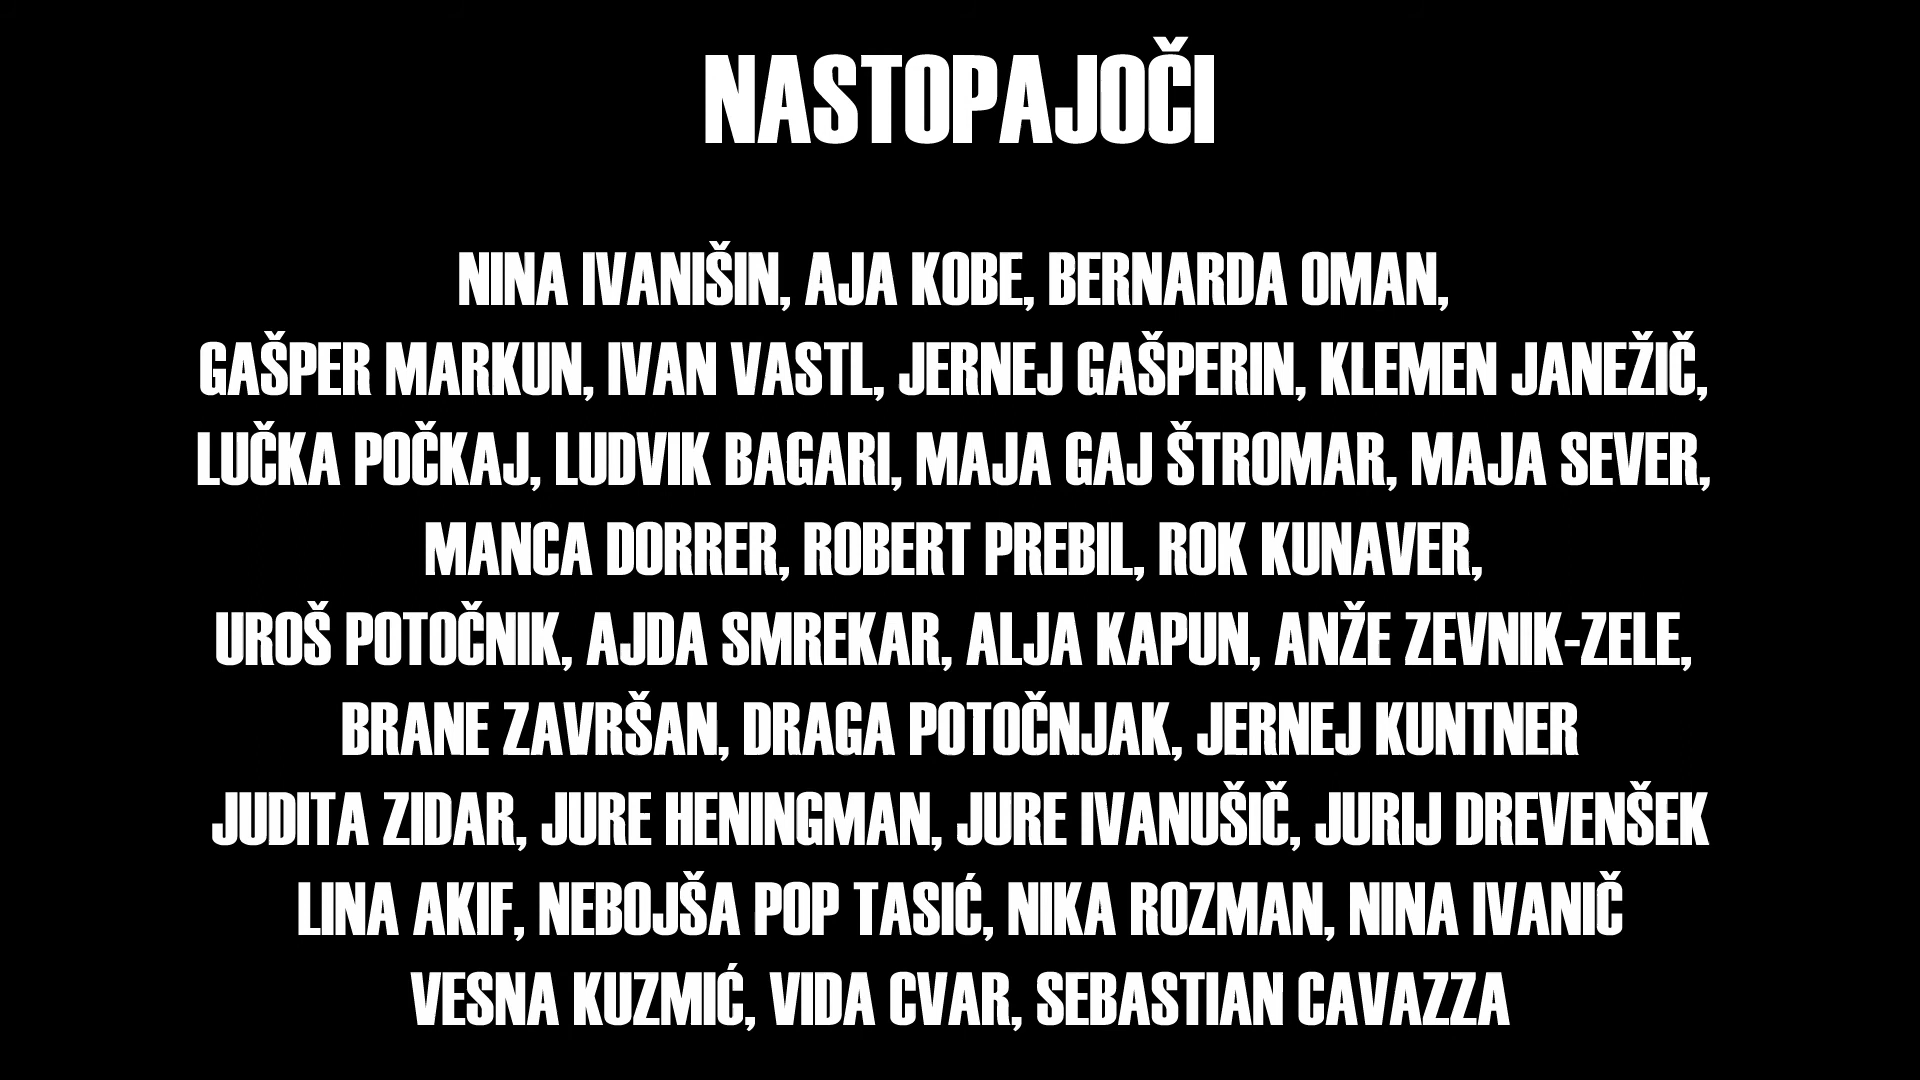 NASTOPAJOČI
NINA IVANIŠIN, AJA KOBE, BERNARDA OMAN,
GAŠPER MARKUN, IVAN VASTL, JERNEJ GAŠPERIN, KLEMEN JANEŽIČ,
LUČKA POČKAJ, LUDVIK BAGARI, MAJA GAJ ŠTROMAR, MAJA SEVER,
MANCA DORRER, ROBERT PREBIL, ROK KUNAVER,
UROŠ POTOČNIK, AJDA SMREKAR, ALJA KAPUN, ANŽE ZEVNIK-ZELE,
BRANE ZAVRŠAN, DRAGA POTOČNJAK, JERNEJ KUNTNER
JUDITA ZIDAR, JURE HENINGMAN, JURE IVANUŠIČ, JURIJ DREVENŠEK
LINA AKIF, NEBOJŠA POP TASIĆ, NIKA ROZMAN, NINA IVANIČ
VESNA KUZMIĆ, VIDA CVAR, SEBASTIAN CAVAZZA